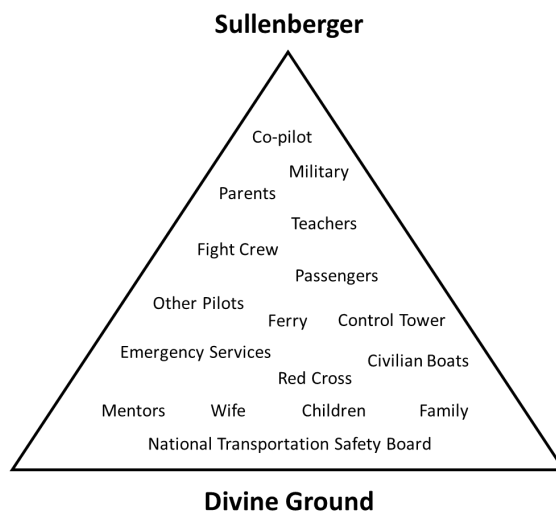 Sullenberger
Co-pilot
Military
Parents
Teachers
Fight Crew
Passengers
Other Pilots
Ferry
Control Tower
Emergency Services
Civilian Boats
Red Cross
Mentors Wife Children Family
National Transportation Safety Board
Divine Ground